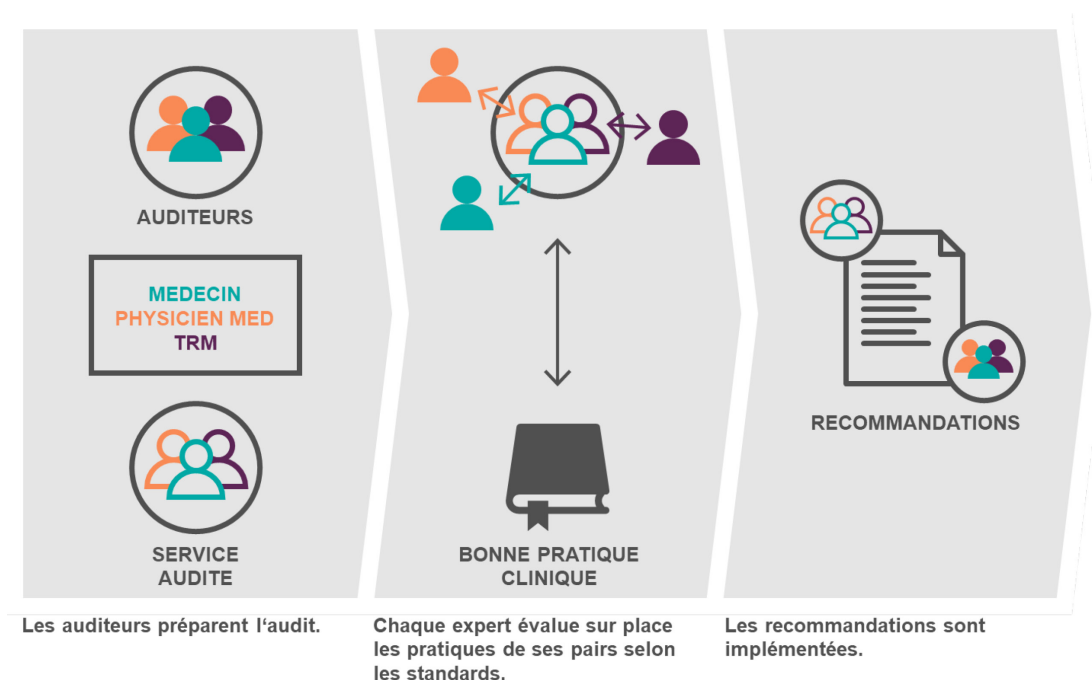 AUDITEURS
MEDECIN
PHYSICIEN MED
TRM
SERVICE
AUDITE
BONNE PRATIQUE
CLINIQUE
RECOMMANDATIONS
Les auditeurs préparent l‘audit.
Chaque expert évalue sur place
les pratiques de ses pairs selon
les standards.
Les recommandations sont
implémentées.